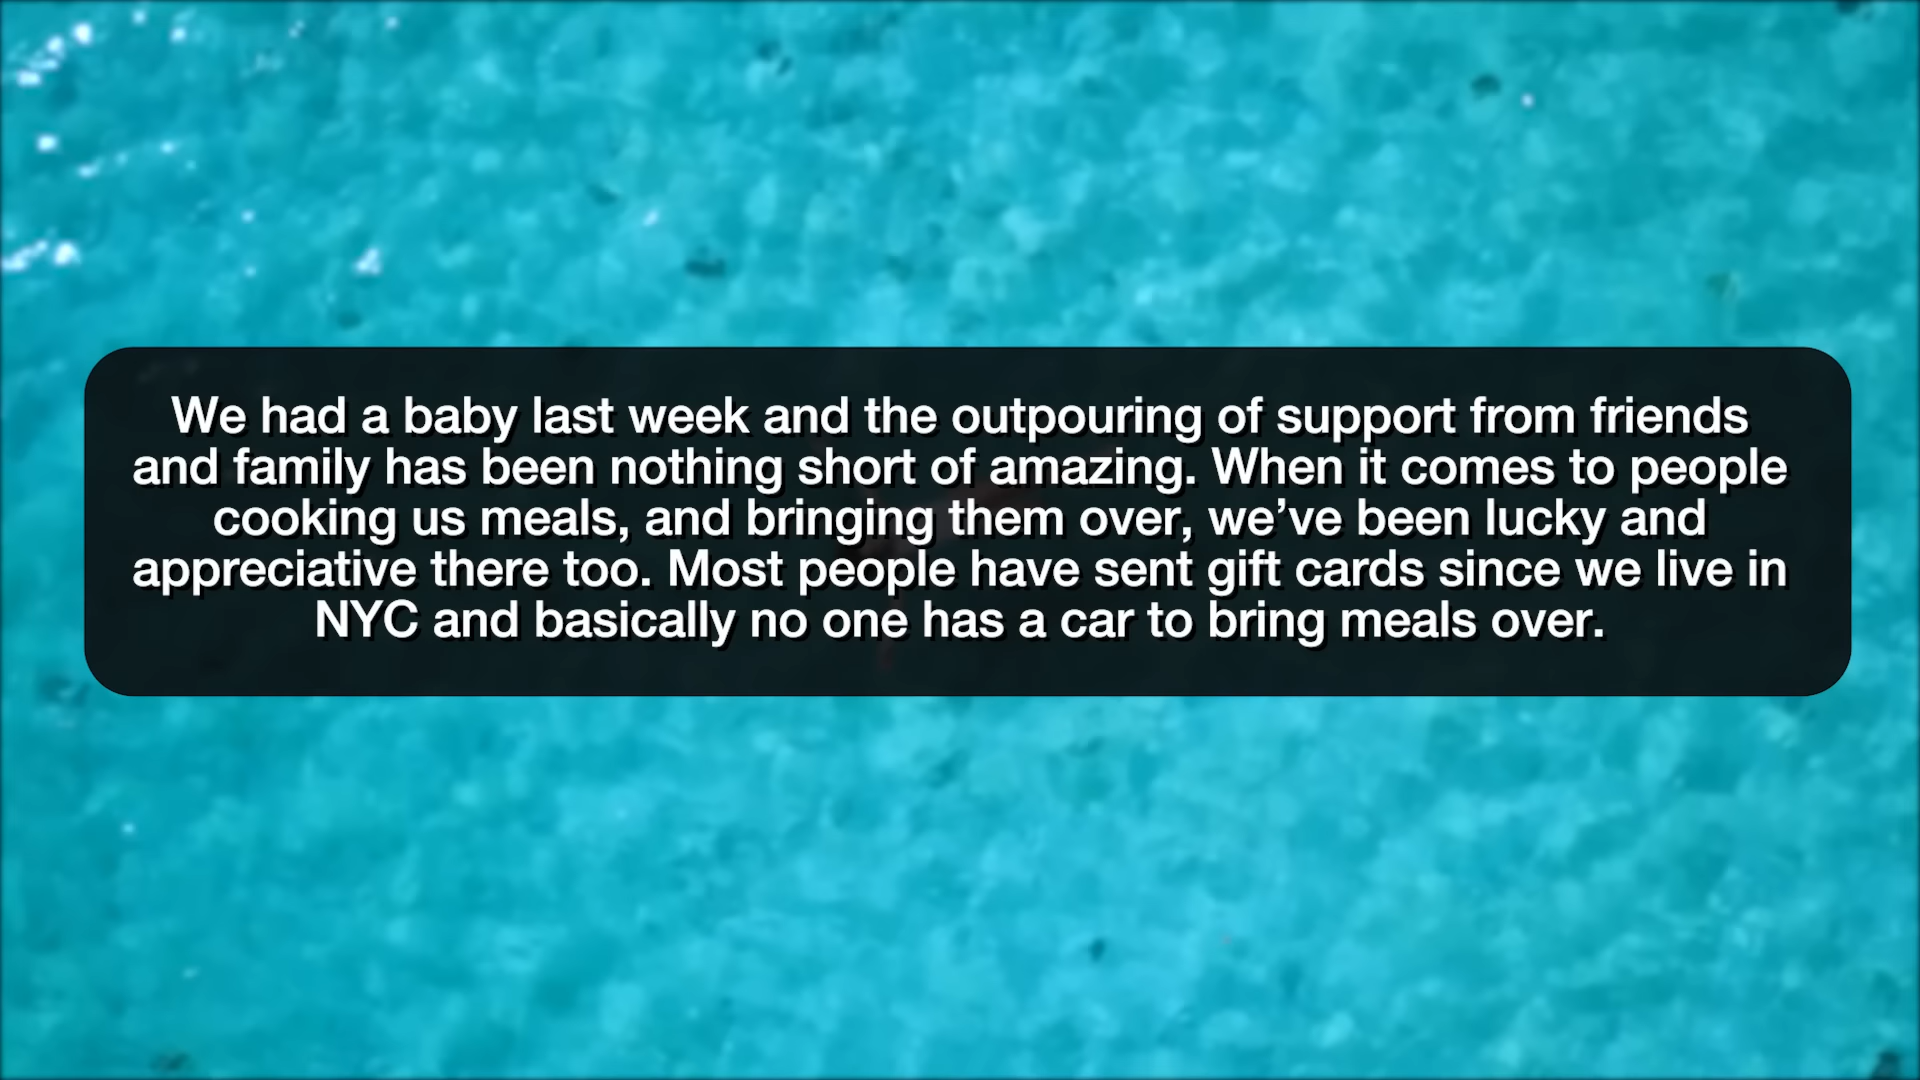 We had a baby last week and the outpouring of support from friends
and family has been nothing short of amazing. When it comes to people
cooking us meals, and bringing them over, we’ve been lucky and
appreciative there too. Most people have sent gift cards since we live in
NYC and basically no one has a car to bring meals over.